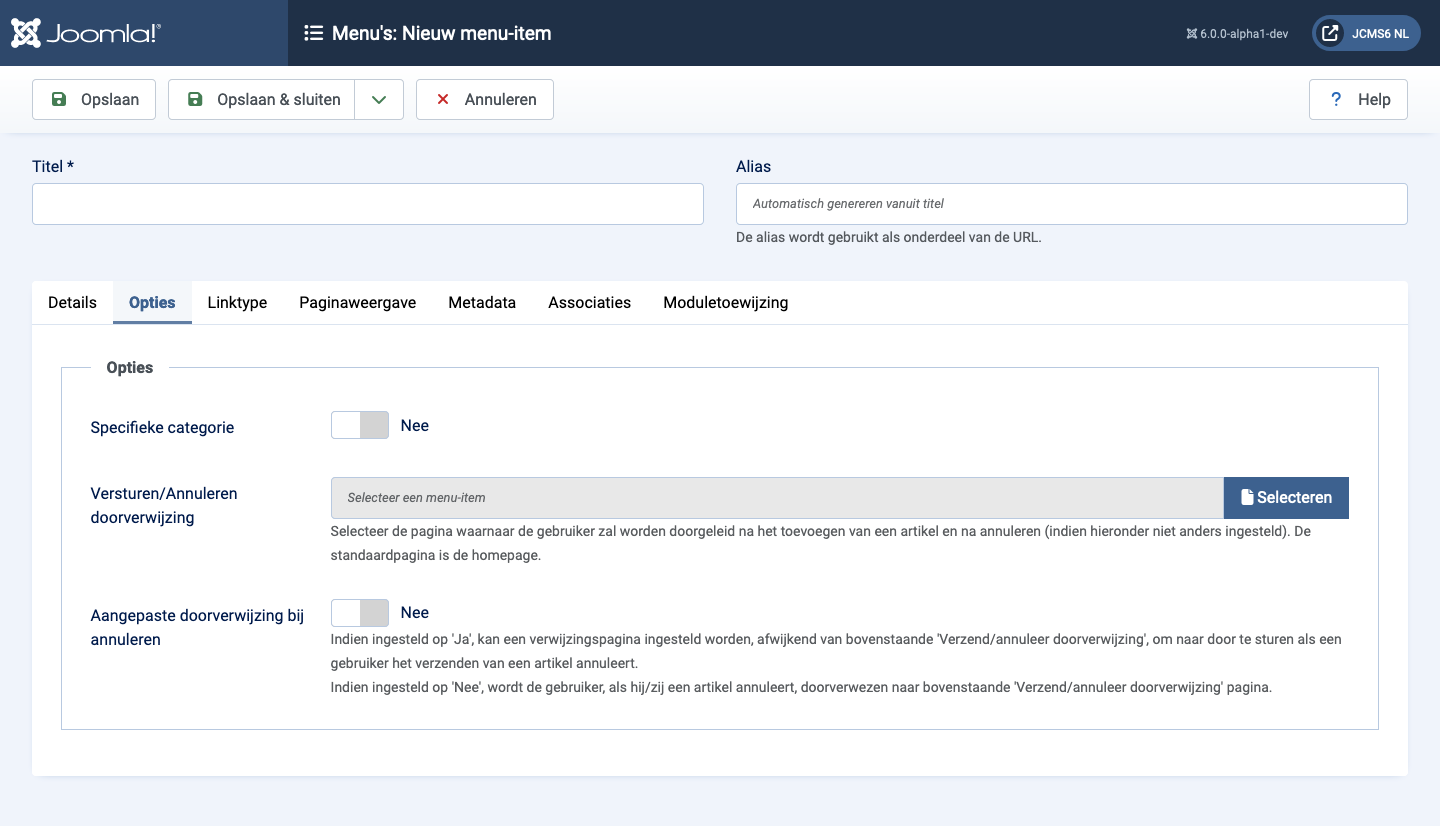 Joomla!®
Menu's: Nieuw menu-item
6.0.0-alpha1-dev
JCMS6 NL
Opslaan
Opslaan & sluiten
Annuleren
? Help
Titel *
Alias
Automatisch genereren vanuit titel
De alias wordt gebruikt als onderdeel van de URL.
Details Opties Linktype Paginaweergave Metadata Associaties Moduletoewijzing
Opties
Specifieke categorie
Nee
Versturen/Annuleren
doorverwijzing
Selecteer een menu-item
Selecteren
Selecteer de pagina waarnaar de gebruiker zal worden doorgeleid na het toevoegen van een artikel en na annuleren (indien hieronder niet anders ingesteld). De
standaardpagina is de homepage.
Aangepaste doorverwijzing bij
annuleren
Nee
Indien ingesteld op 'Ja', kan een verwijzingspagina ingesteld worden, afwijkend van bovenstaande 'Verzend/annuleer doorverwijzing', om naar door te sturen als een
gebruiker het verzenden van een artikel annuleert.
Indien ingesteld op 'Nee', wordt de gebruiker, als hij/zij een artikel annuleert, doorverwezen naar bovenstaande 'Verzend/annuleer doorverwijzing' pagina.